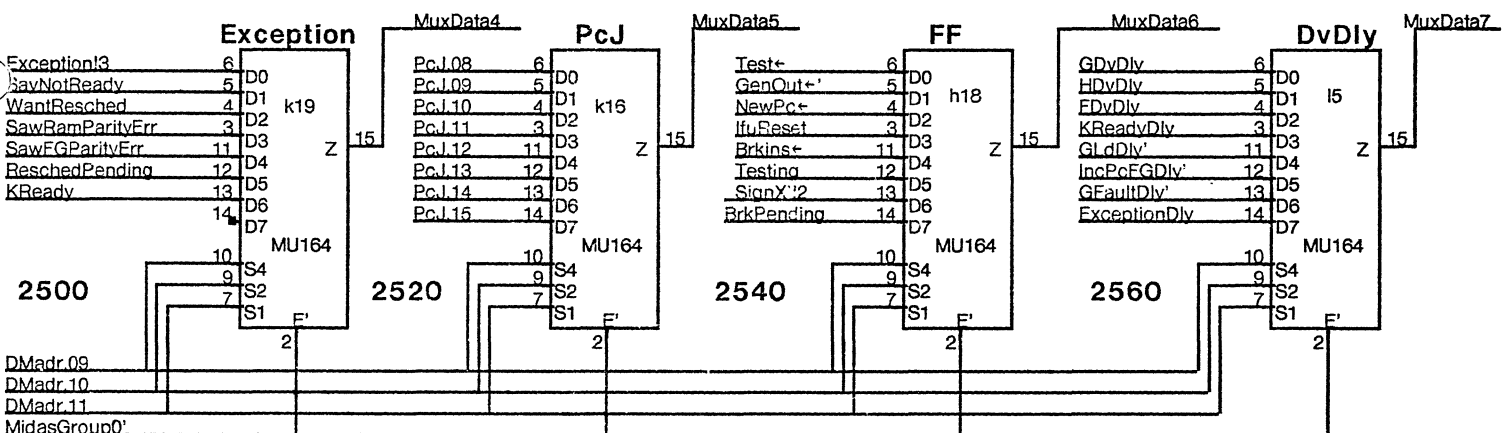 MuxData4 MuxData5 MuxData6 MuxData7
Exception PcJ FF DvDly
Exception!3 6 D0 PcJ.08 6 D0 Test← 6 D0 GDvDly 6 D0
SawNotReady 5 D1 PcJ.09 5 D1 GenOut←' 5 D1 HDvDly 5 D1
WantResched 4 D2 k19 PcJ.10 4 D2 k16 NewPc← 4 D2 h18 FDvDly 4 D2 l5
SawRamParityErr 3 D3 PcJ.11 3 D3 IfuReset 3 D3 KReadyDly 3 D3
Z 15 Z 15 Z 15 Z 15
SawFGParityErr 11 D4 PcJ.12 11 D4 Brkins← 11 D4 GLdDly' 11 D4
ReschedPending 12 D5 PcJ.13 12 D5 Testing 12 D5 IncPcFGDly' 12 D5
KReady 13 D6 PcJ.14 13 D6 13 D6 GFaultDly' 13 D6
14 D7 PcJ.15 14 D7 BrkPending 14 D7 ExceptionDly 14 D7
MU164 MU164 MU164 MU164
10 S4 10 S4 10 S4 10 S4
2500 9 S2 2520 9 S2 2540 9 S2 2560 9 S2
7 S1 7 S1 7 S1 7 S1
E' E' E' E'
2 2 2 2
DMadr.09
DMadr.10
DMadr.11
MidasGroup0'